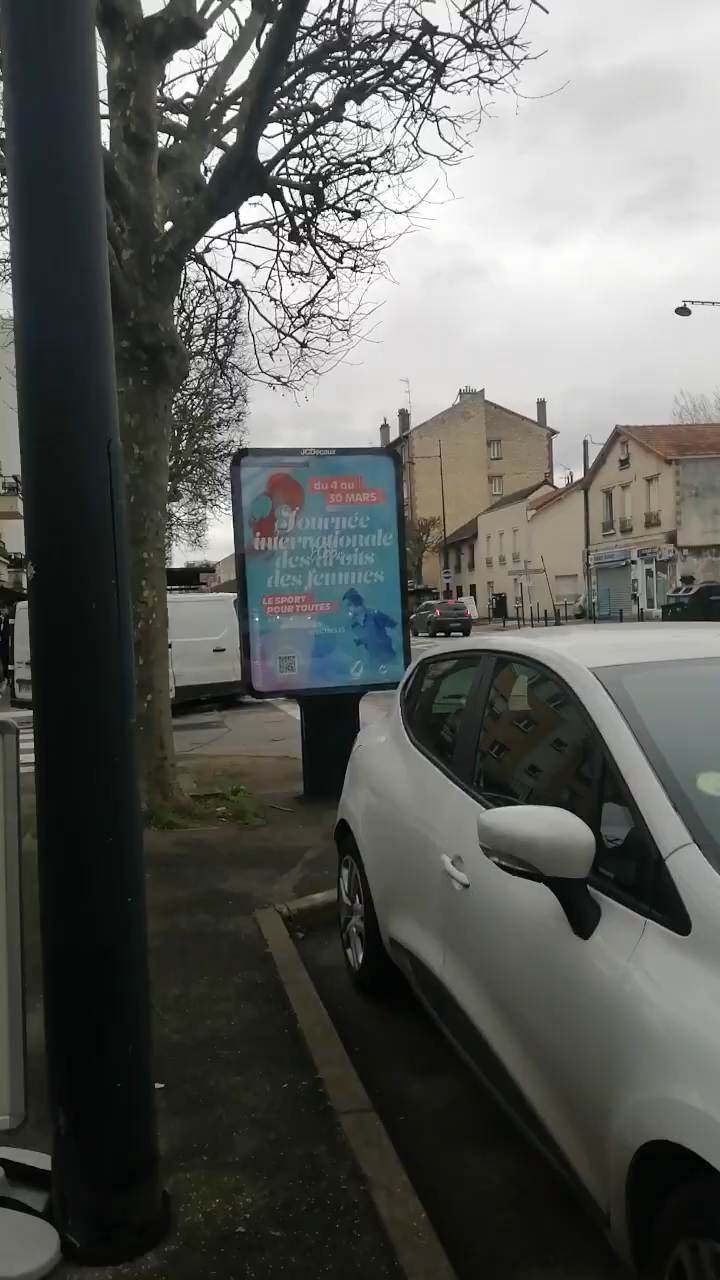 JCDecaux
du 4 au
30 MARS
Journée
internationale
des droits
des femmes
LE SPORT
POUR TOUTES